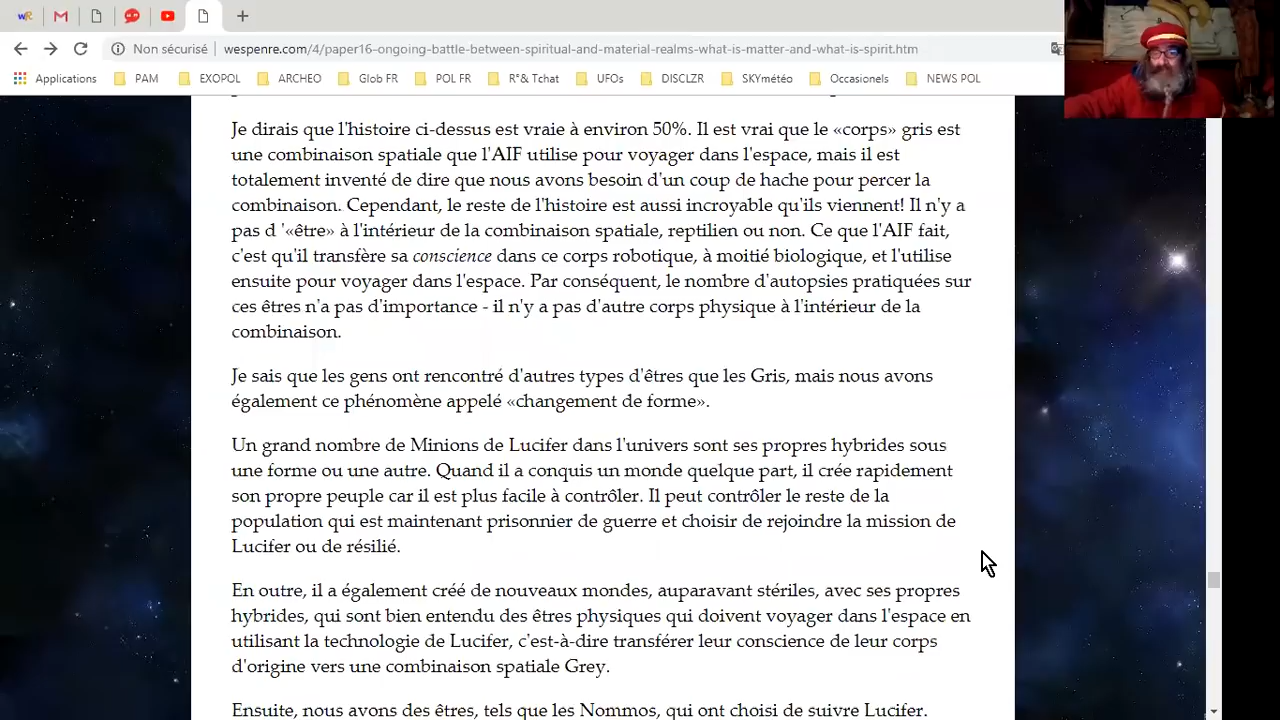 Non sécurisé
wespenre.com/4/paper16-ongoing-battle-between-spiritual-and-material-realms-what-is-matter-and-what-is-spirit.htm
Applications PAM EXOPOL ARCHEO Glob FR POL FR R°& Tchat UFOs DISCLZR SKYmétéo Occasionels NEWS POL
Je dirais que l'histoire ci-dessus est vraie à environ 50%. Il est vrai que le «corps» gris est
une combinaison spatiale que l'AIF utilise pour voyager dans l'espace, mais il est
totalement inventé de dire que nous avons besoin d'un coup de hache pour percer la
combinaison. Cependant, le reste de l'histoire est aussi incroyable qu'ils viennent! Il n'y a
pas d '«être» à l'intérieur de la combinaison spatiale, reptilien ou non. Ce que l'AIF fait,
c'est qu'il transfère sa conscience dans ce corps robotique, à moitié biologique, et l'utilise
ensuite pour voyager dans l'espace. Par conséquent, le nombre d'autopsies pratiquées sur
ces êtres n'a pas d'importance - il n'y a pas d'autre corps physique à l'intérieur de la
combinaison.
Je sais que les gens ont rencontré d'autres types d'êtres que les Gris, mais nous avons
également ce phénomène appelé «changement de forme».
Un grand nombre de Minions de Lucifer dans l'univers sont ses propres hybrides sous
une forme ou une autre. Quand il a conquis un monde quelque part, il crée rapidement
son propre peuple car il est plus facile à contrôler. Il peut contrôler le reste de la
population qui est maintenant prisonnier de guerre et choisir de rejoindre la mission de
Lucifer ou de résilié.
En outre, il a également créé de nouveaux mondes, auparavant stériles, avec ses propres
hybrides, qui sont bien entendu des êtres physiques qui doivent voyager dans l'espace en
utilisant la technologie de Lucifer, c'est-à-dire transférer leur conscience de leur corps
d'origine vers une combinaison spatiale Grey.
Ensuite, nous avons des êtres, tels que les Nommos, qui ont choisi de suivre Lucifer.